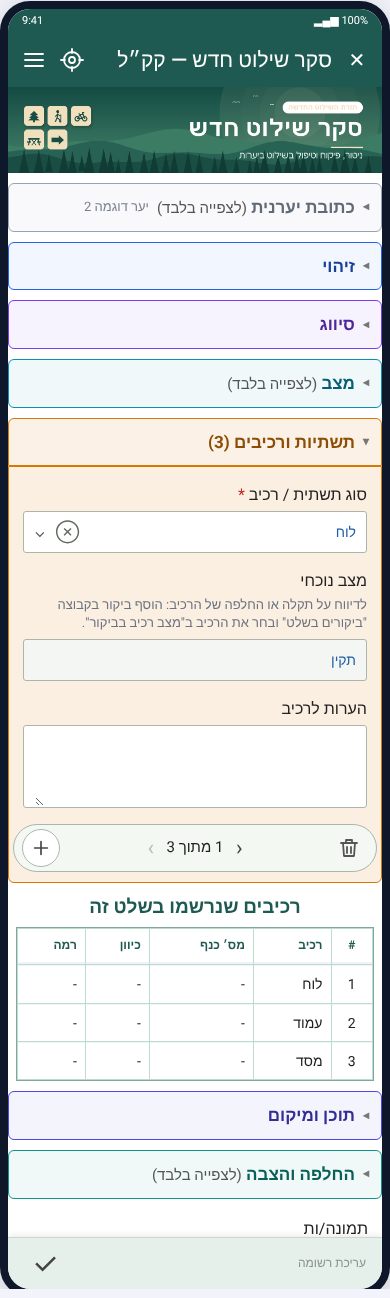 9:41
100%
סקר שילוט חדש – קק״ל
תורת השילוט החדשה
סקר שילוט חדש
ניטור, פיקוח וטיפול בשילוט ביערות
כתובת יערנית (לצפייה בלבד) יער דוגמה 2
זיהוי
סיווג
מצב (לצפייה בלבד)
תשתיות ורכיבים (3)
סוג תשתית / רכיב *
לוח
מצב נוכחי
לדיווח על תקלה או החלפה של הרכיב: הוסף ביקור בקבוצה
"ביקורים בשלט" ובחר את הרכיב ב"מצב רכיב בביקור".
תקין
הערות לרכיב
1 מתוך 3
רכיבים שנרשמו בשלט זה
# רכיב מס׳ כנף כיוון רמה
1 לוח - - -
2 עמוד - - -
3 מסד - - -
תוכן ומיקום
החלפה והצבה (לצפייה בלבד)
תמונה/ות
עריכת רשומה